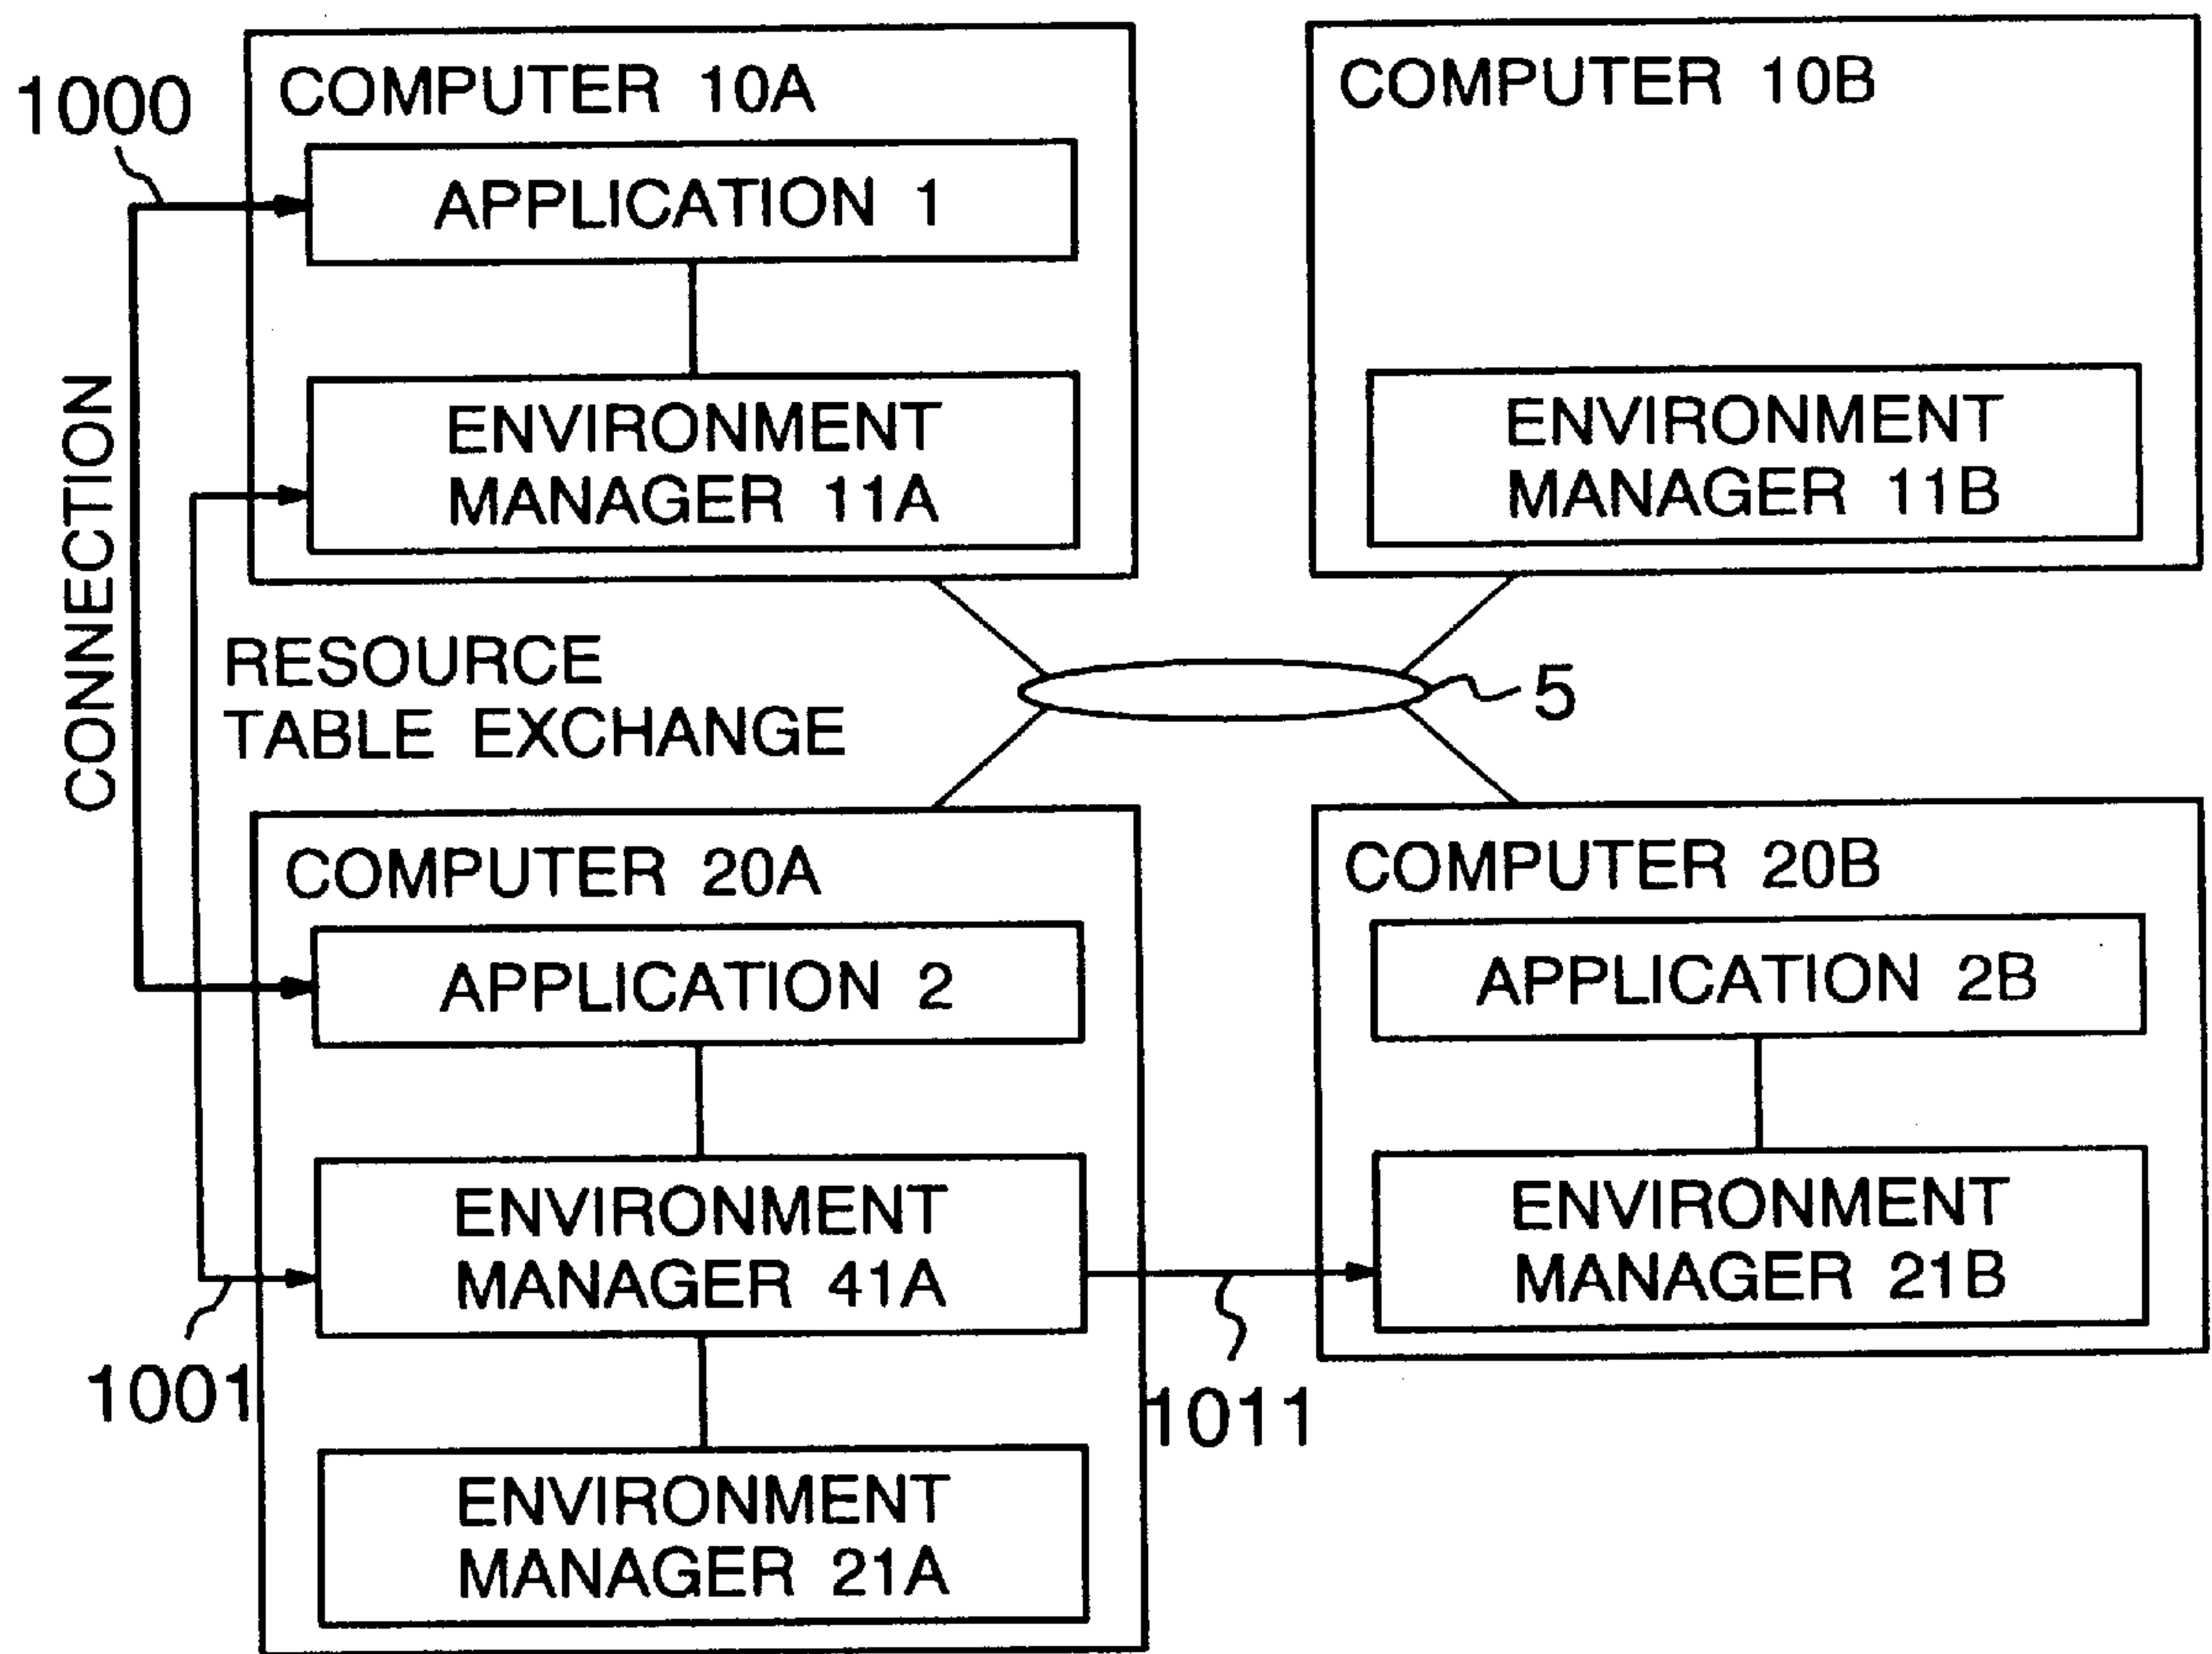 1000
COMPUTER 10A
APPLICATION 1
ENVIRONMENT
MANAGER 11A
COMPUTER 10B
ENVIRONMENT
MANAGER 11B
CONNECTION
RESOURCE
TABLE EXCHANGE
5
COMPUTER 20A
APPLICATION 2
ENVIRONMENT
MANAGER 41A
ENVIRONMENT
MANAGER 21A
1001
1011
COMPUTER 20B
APPLICATION 2B
ENVIRONMENT
MANAGER 21B